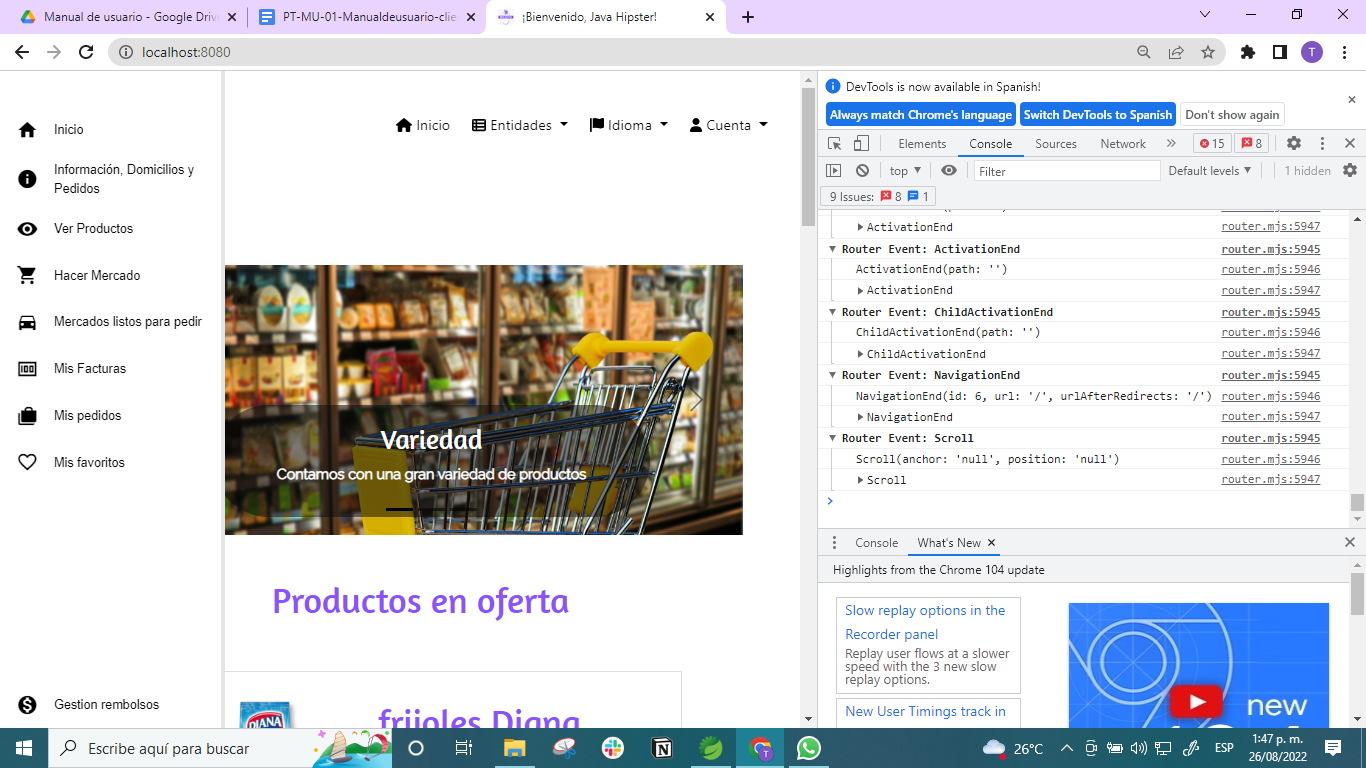 Manual de usuario - Google Driv
PT-MU-01-Manualdeusuario-clie
¡Bienvenido, Java Hipster!
localhost:8080
T
Inicio
Información, Domicilios y
Pedidos
Ver Productos
Hacer Mercado
Mercados listos para pedir
Mis Facturas
Mis pedidos
Mis favoritos
Gestion rembolsos
Inicio
Entidades
Idioma
Cuenta
Variedad
Contamos con una gran variedad de productos
Productos en oferta
DIANA
frijoles Diana
DevTools is now available in Spanish!
Always match Chrome's language
Switch DevTools to Spanish
Don't show again
Elements
Console
Sources
Network
15
8
top
Filter
Default levels
1 hidden
9 Issues:
8
1
ActivationEnd
router.mjs:5947
Router Event: ActivationEnd
router.mjs:5945
ActivationEnd(path: '')
router.mjs:5946
ActivationEnd
router.mjs:5947
Router Event: ChildActivationEnd
router.mjs:5945
ChildActivationEnd(path: '')
router.mjs:5946
ChildActivationEnd
router.mjs:5947
Router Event: NavigationEnd
router.mjs:5945
NavigationEnd(id: 6, url: '/', urlAfterRedirects: '/')
router.mjs:5946
NavigationEnd
router.mjs:5947
Router Event: Scroll
router.mjs:5945
Scroll(anchor: 'null', position: 'null')
router.mjs:5946
Scroll
router.mjs:5947
Console
What's New
Highlights from the Chrome 104 update
Slow replay options in the
Recorder panel
Replay user flows at a slower
speed with the 3 new slow
replay options.
New User Timings track in
new
Escribe aquí para buscar
26°C
ESP
1:47 p. m.
26/08/2022